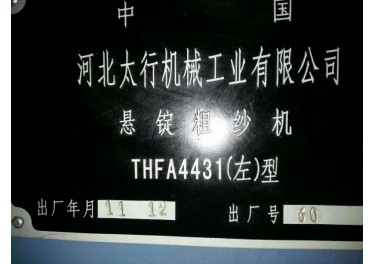 中 国
河北太行机械工业有限公司
悬锭粗纱机
THFA4431(左)型
出厂年月 11 12 出厂号 30